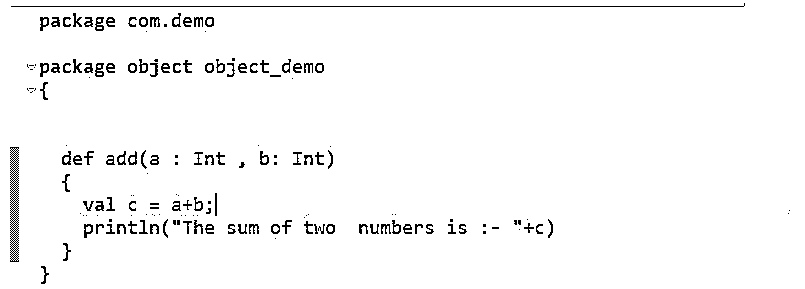 package com.demo
package object object_demo
{
def add(a : Int , b: Int)
{
val c = a+b;
println("The sum of two  numbers is :- "+c)
}
}